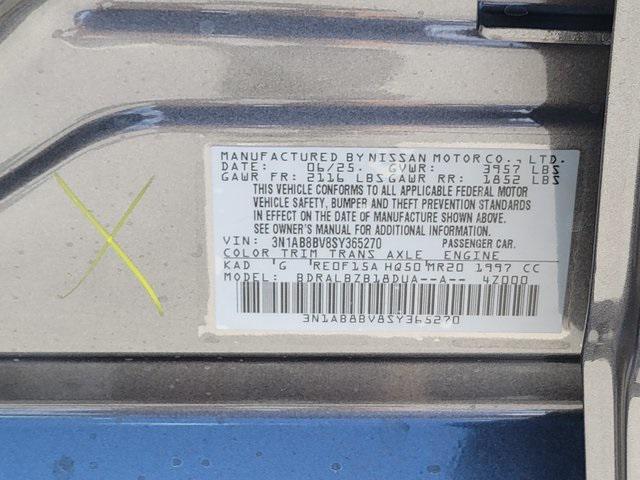 MANUFACTURED BY NISSAN MOTOR CO., LTD.
DATE: 06/25. GVWR: 3957 LBS
GAWR FR: 2116 LBS GAWR RR: 1852 LBS
THIS VEHICLE CONFORMS TO ALL APPLICABLE FEDERAL MOTOR
VEHICLE SAFETY, BUMPER AND THEFT PREVENTION STANDARDS
IN EFFECT ON THE DATE OF MANUFACTURE SHOWN ABOVE.
SEE OWNER'S MANUAL FOR ADDITIONAL INFORMATION.
VIN: 3N1AB8BV8SY365270 PASSENGER CAR.
COLOR TRIM TRANS AXLE ENGINE
KAD 'G 'RE0F15A HQ50'MR20 1997 CC
MODEL: BDRALBZB18DUA--A-- 4Z000
3N1AB8BV8SY365270